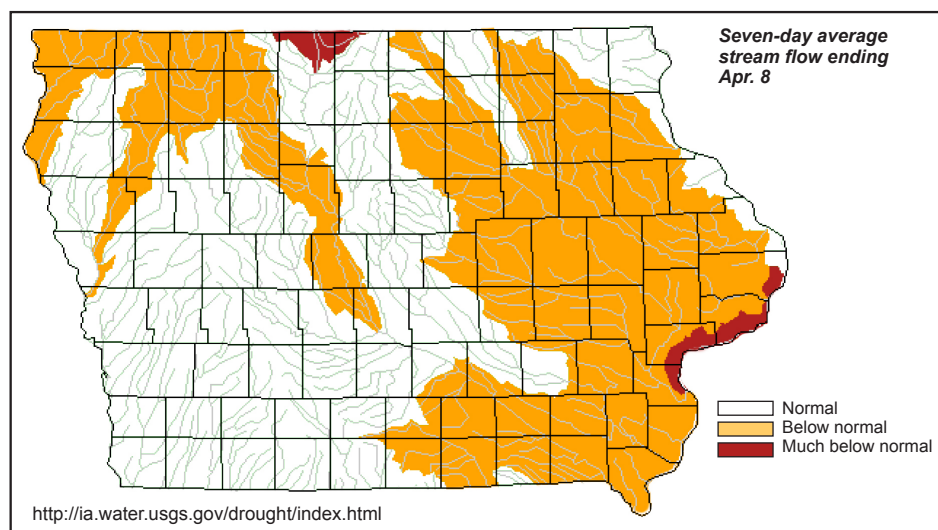 Seven-day average
stream flow ending
Apr. 8
Normal
Below normal
Much below normal
http://ia.water.usgs.gov/drought/index.html